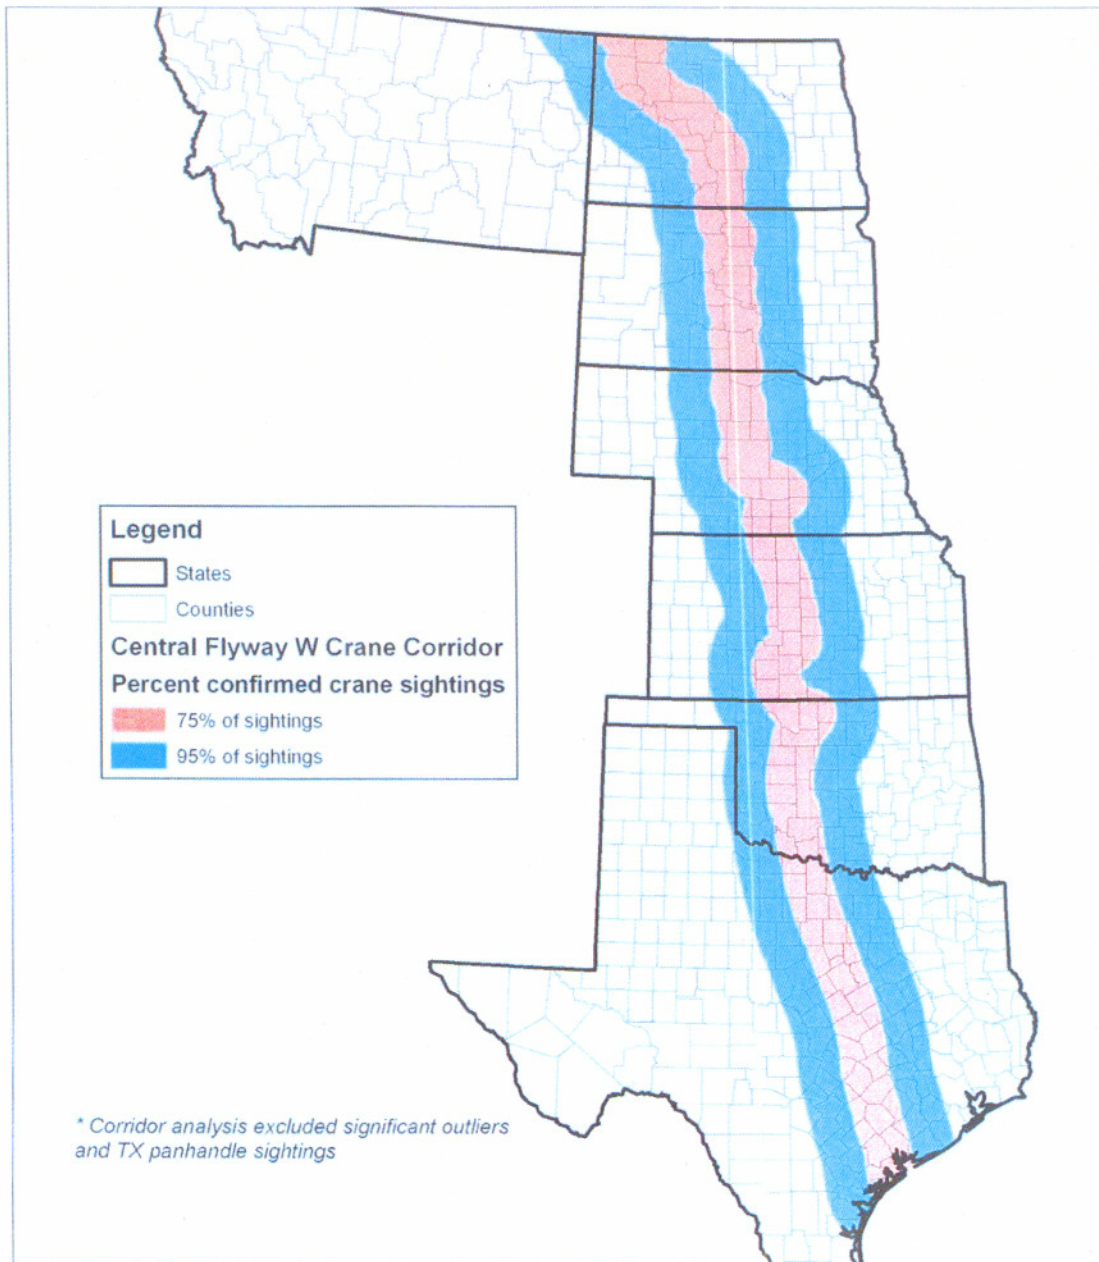 Legend
States
Counties
Central Flyway W Crane Corridor
Percent confirmed crane sightings
75% of sightings
95% of sightings
* Corridor analysis excluded significant outliers
and TX panhandle sightings